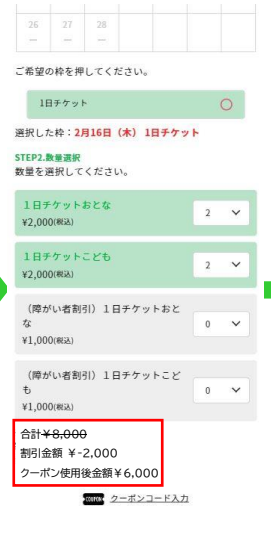 26 27 28
— — —
ご希望の枠を押してください。
1日チケット
選択した枠：2月16日（木） 1日チケット
STEP2.数量選択
数量を選択してください。
１日チケットおとな
¥2,000(税込)
2
１日チケットこども
¥2,000(税込)
2
（障がい者割引）１日チケットおと
な
¥1,000(税込)
0
（障がい者割引）１日チケットこど
も
¥1,000(税込)
0
合計￥8,000
割引金額 ￥-2,000
クーポン使用後金額￥6,000
COUPON クーポンコード入力